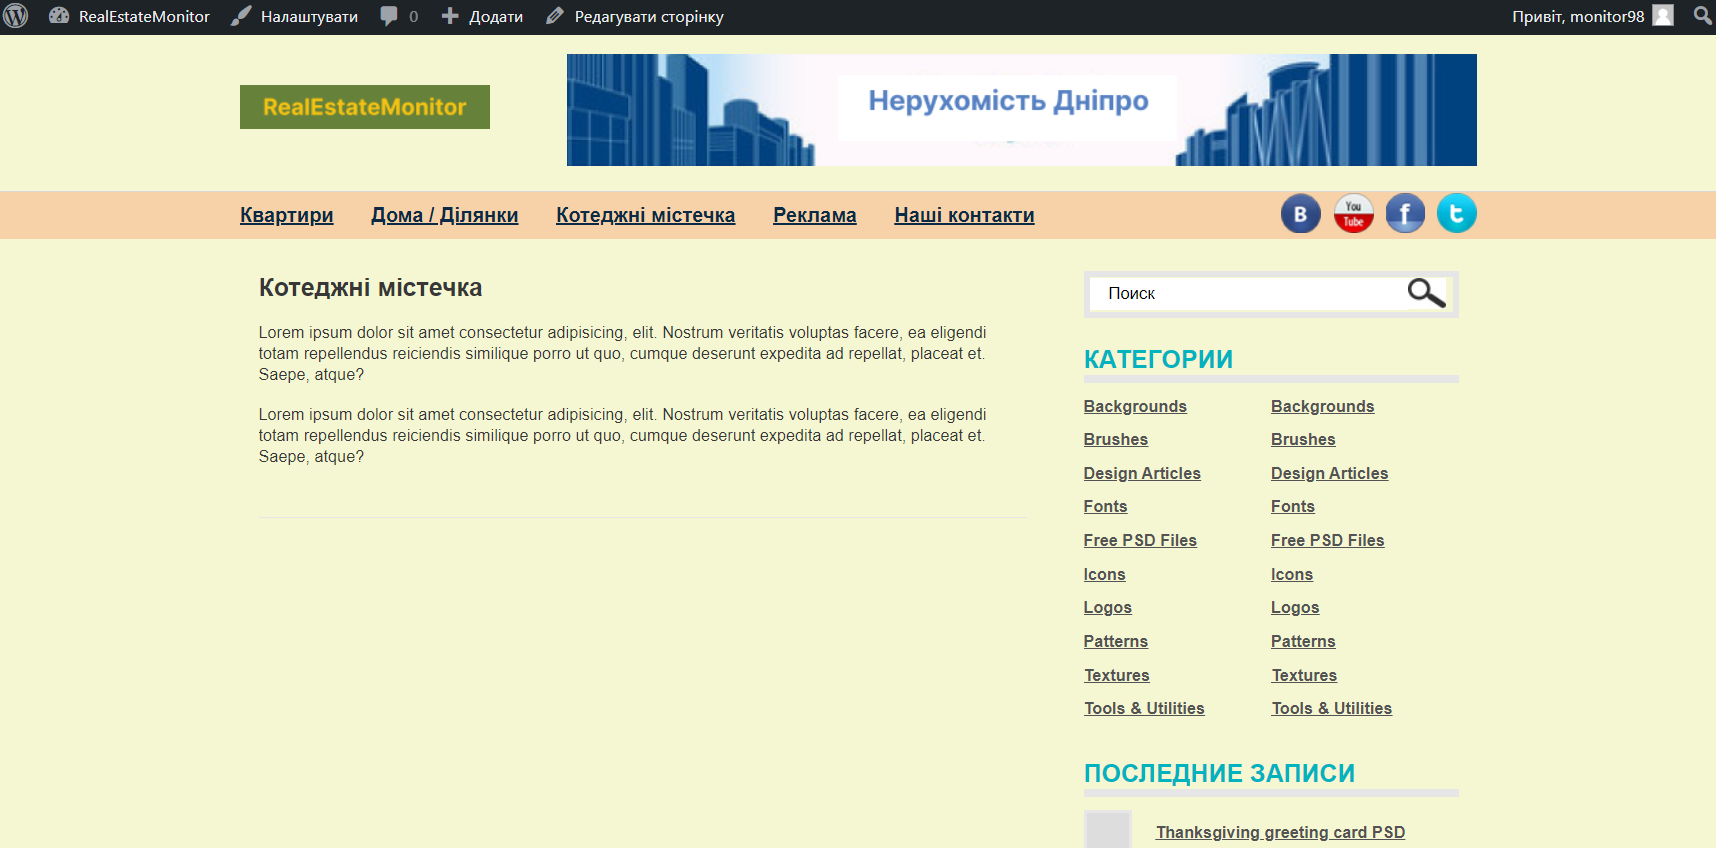 RealEstateMonitor Налаштувати 0 Додати Редагувати сторінку Привіт, monitor98
RealEstateMonitor
Нерухомість Дніпро
Квартири Дома / Ділянки Котеджні містечка Реклама Наші контакти
B You Tube f t
Котеджні містечка
Lorem ipsum dolor sit amet consectetur adipisicing, elit. Nostrum veritatis voluptas facere, ea eligendi
totam repellendus reiciendis similique porro ut quo, cumque deserunt expedita ad repellat, placeat et.
Saepe, atque?
Lorem ipsum dolor sit amet consectetur adipisicing, elit. Nostrum veritatis voluptas facere, ea eligendi
totam repellendus reiciendis similique porro ut quo, cumque deserunt expedita ad repellat, placeat et.
Saepe, atque?
Поиск
КАТЕГОРИИ
Backgrounds Backgrounds
Brushes Brushes
Design Articles Design Articles
Fonts Fonts
Free PSD Files Free PSD Files
Icons Icons
Logos Logos
Patterns Patterns
Textures Textures
Tools & Utilities Tools & Utilities
ПОСЛЕДНИЕ ЗАПИСИ
Thanksgiving greeting card PSD